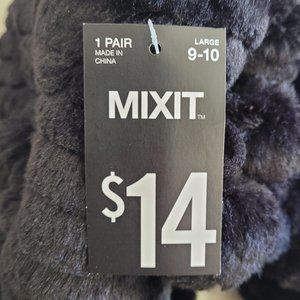 1 PAIR
MADE IN
CHINA
LARGE
9-10
MIXIT™
$14